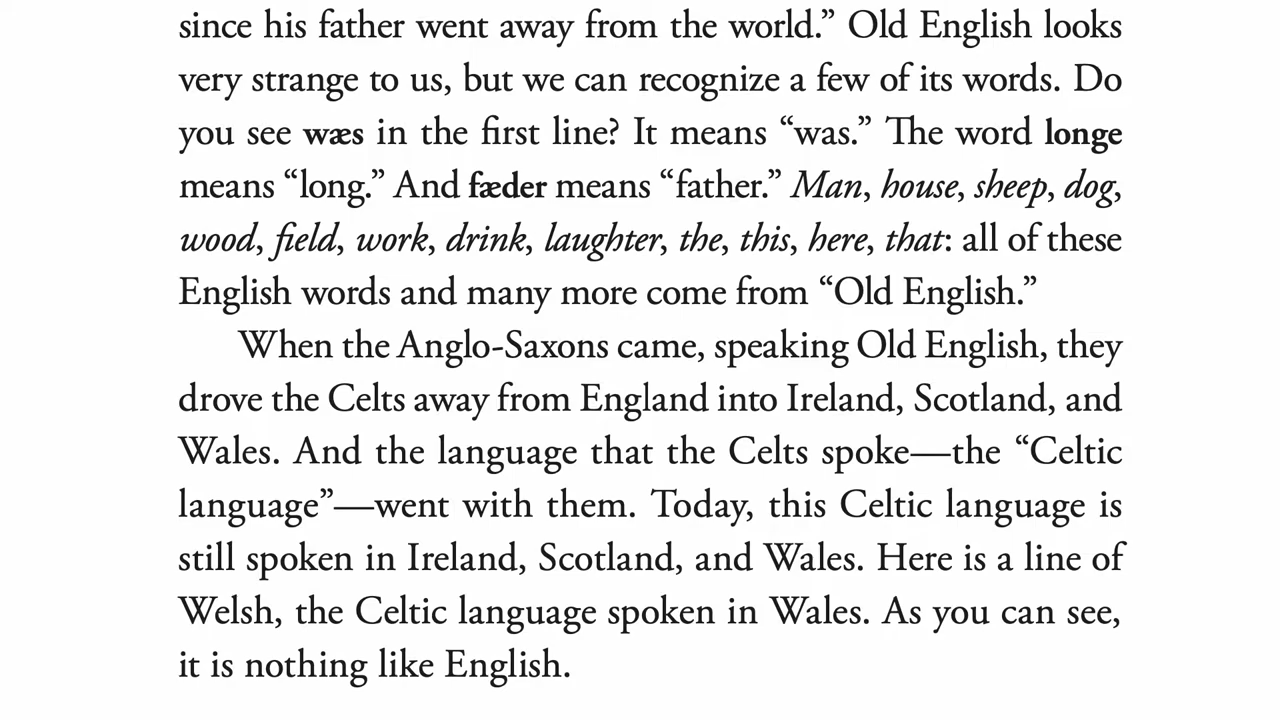 since his father went away from the world.” Old English looks
very strange to us, but we can recognize a few of its words. Do
you see wæs in the first line? It means “was.” The word longe
means “long.” And fæder means “father.” Man, house, sheep, dog,
wood, field, work, drink, laughter, the, this, here, that: all of these
English words and many more come from “Old English.”
When the Anglo-Saxons came, speaking Old English, they
drove the Celts away from England into Ireland, Scotland, and
Wales. And the language that the Celts spoke—the “Celtic
language”—went with them. Today, this Celtic language is
still spoken in Ireland, Scotland, and Wales. Here is a line of
Welsh, the Celtic language spoken in Wales. As you can see,
it is nothing like English.